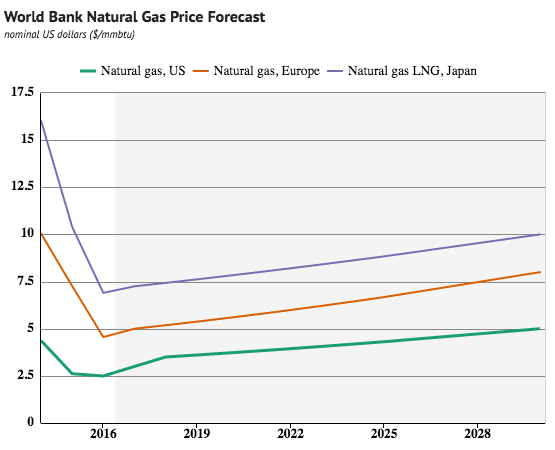 World Bank Natural Gas Price Forecast
nominal US dollars ($/mmbtu)
Natural gas, US Natural gas, Europe Natural gas LNG, Japan
17.5
15
12.5
10
7.5
5
2.5
0
2016 2019 2022 2025 2028